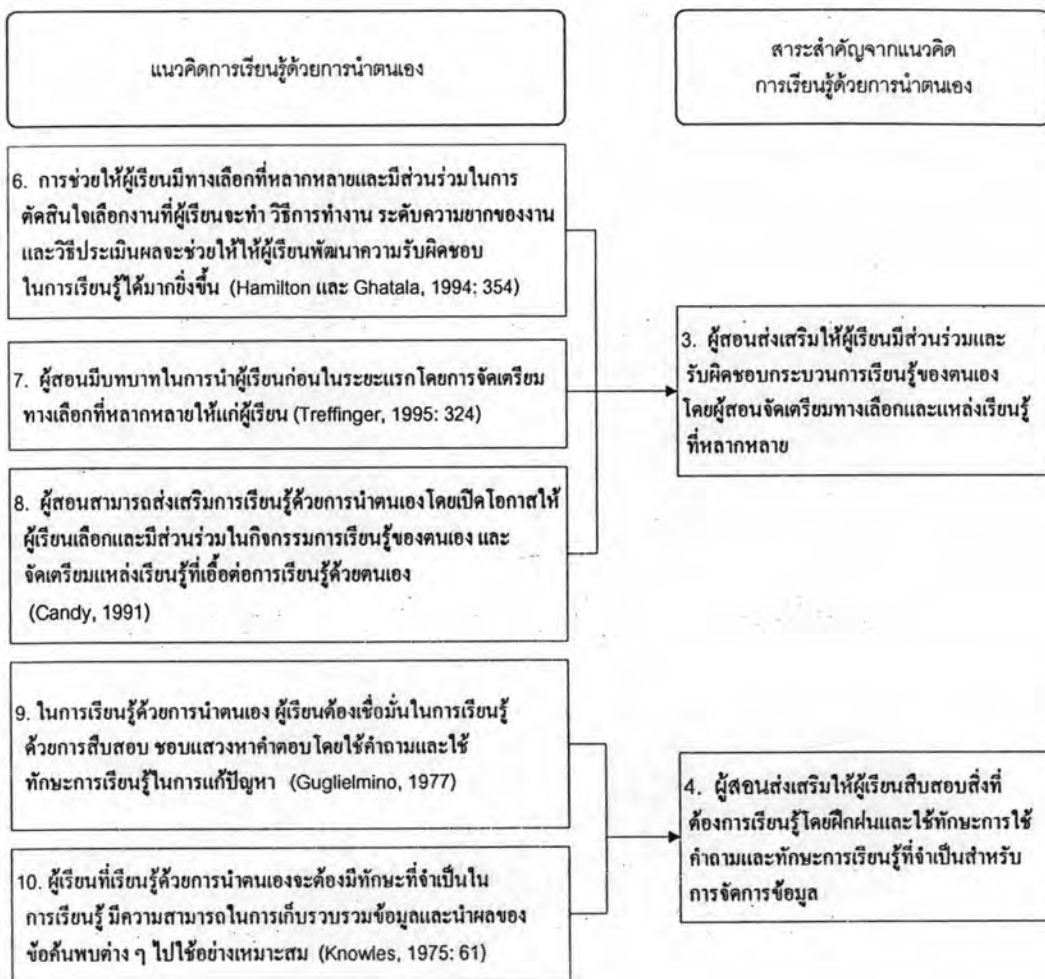 แนวคิดการเรียนรู้ด้วยการนำตนเอง
สาระสำคัญจากแนวคิด
การเรียนรู้ด้วยการนำตนเอง
6. การช่วยให้ผู้เรียนมีทางเลือกที่หลากหลายและมีส่วนร่วมในการ
ตัดสินใจเลือกงานที่ผู้เรียนจะทำ วิธีการทำงาน ระดับความยากของงาน
และวิธีประเมินผลจะช่วยให้ให้ผู้เรียนพัฒนาความรับผิดชอบ
ในการเรียนรู้ได้มากยิ่งขึ้น (Hamilton และ Ghatala, 1994: 354)
7. ผู้สอนมีบทบาทในการนำผู้เรียนก่อนในระยะแรกโดยการจัดเตรียม
ทางเลือกที่หลากหลายให้แก่ผู้เรียน (Treffinger, 1995: 324)
8. ผู้สอนสามารถส่งเสริมการเรียนรู้ด้วยการนำตนเองโดยเปิดโอกาสให้
ผู้เรียนเลือกและมีส่วนร่วมในกิจกรรมการเรียนรู้ของตนเอง และ
จัดเตรียมแหล่งเรียนรู้ที่เอื้อต่อการเรียนรู้ด้วยตนเอง
(Candy, 1991)
3. ผู้สอนส่งเสริมให้ผู้เรียนมีส่วนร่วมและ
รับผิดชอบกระบวนการเรียนรู้ของตนเอง
โดยผู้สอนจัดเตรียมทางเลือกและแหล่งเรียนรู้
ที่หลากหลาย
9. ในการเรียนรู้ด้วยการนำตนเอง ผู้เรียนต้องเชื่อมั่นในการเรียนรู้
ด้วยการสืบสอบ ชอบแสวงหาคำตอบโดยใช้คำถามและใช้
ทักษะการเรียนรู้ในการแก้ปัญหา (Guglielmino, 1977)
10. ผู้เรียนที่เรียนรู้ด้วยการนำตนเองจะต้องมีทักษะที่จำเป็นใน
การเรียนรู้ มีความสามารถในการเก็บรวบรวมข้อมูลและนำผลของ
ข้อค้นพบต่าง ๆ ไปใช้อย่างเหมาะสม (Knowles, 1975: 61)
4. ผู้สอนส่งเสริมให้ผู้เรียนสืบสอบสิ่งที่
ต้องการเรียนรู้โดยฝึกฝนและใช้ทักษะการใช้
คำถามและทักษะการเรียนรู้ที่จำเป็นสำหรับ
การจัดการข้อมูล